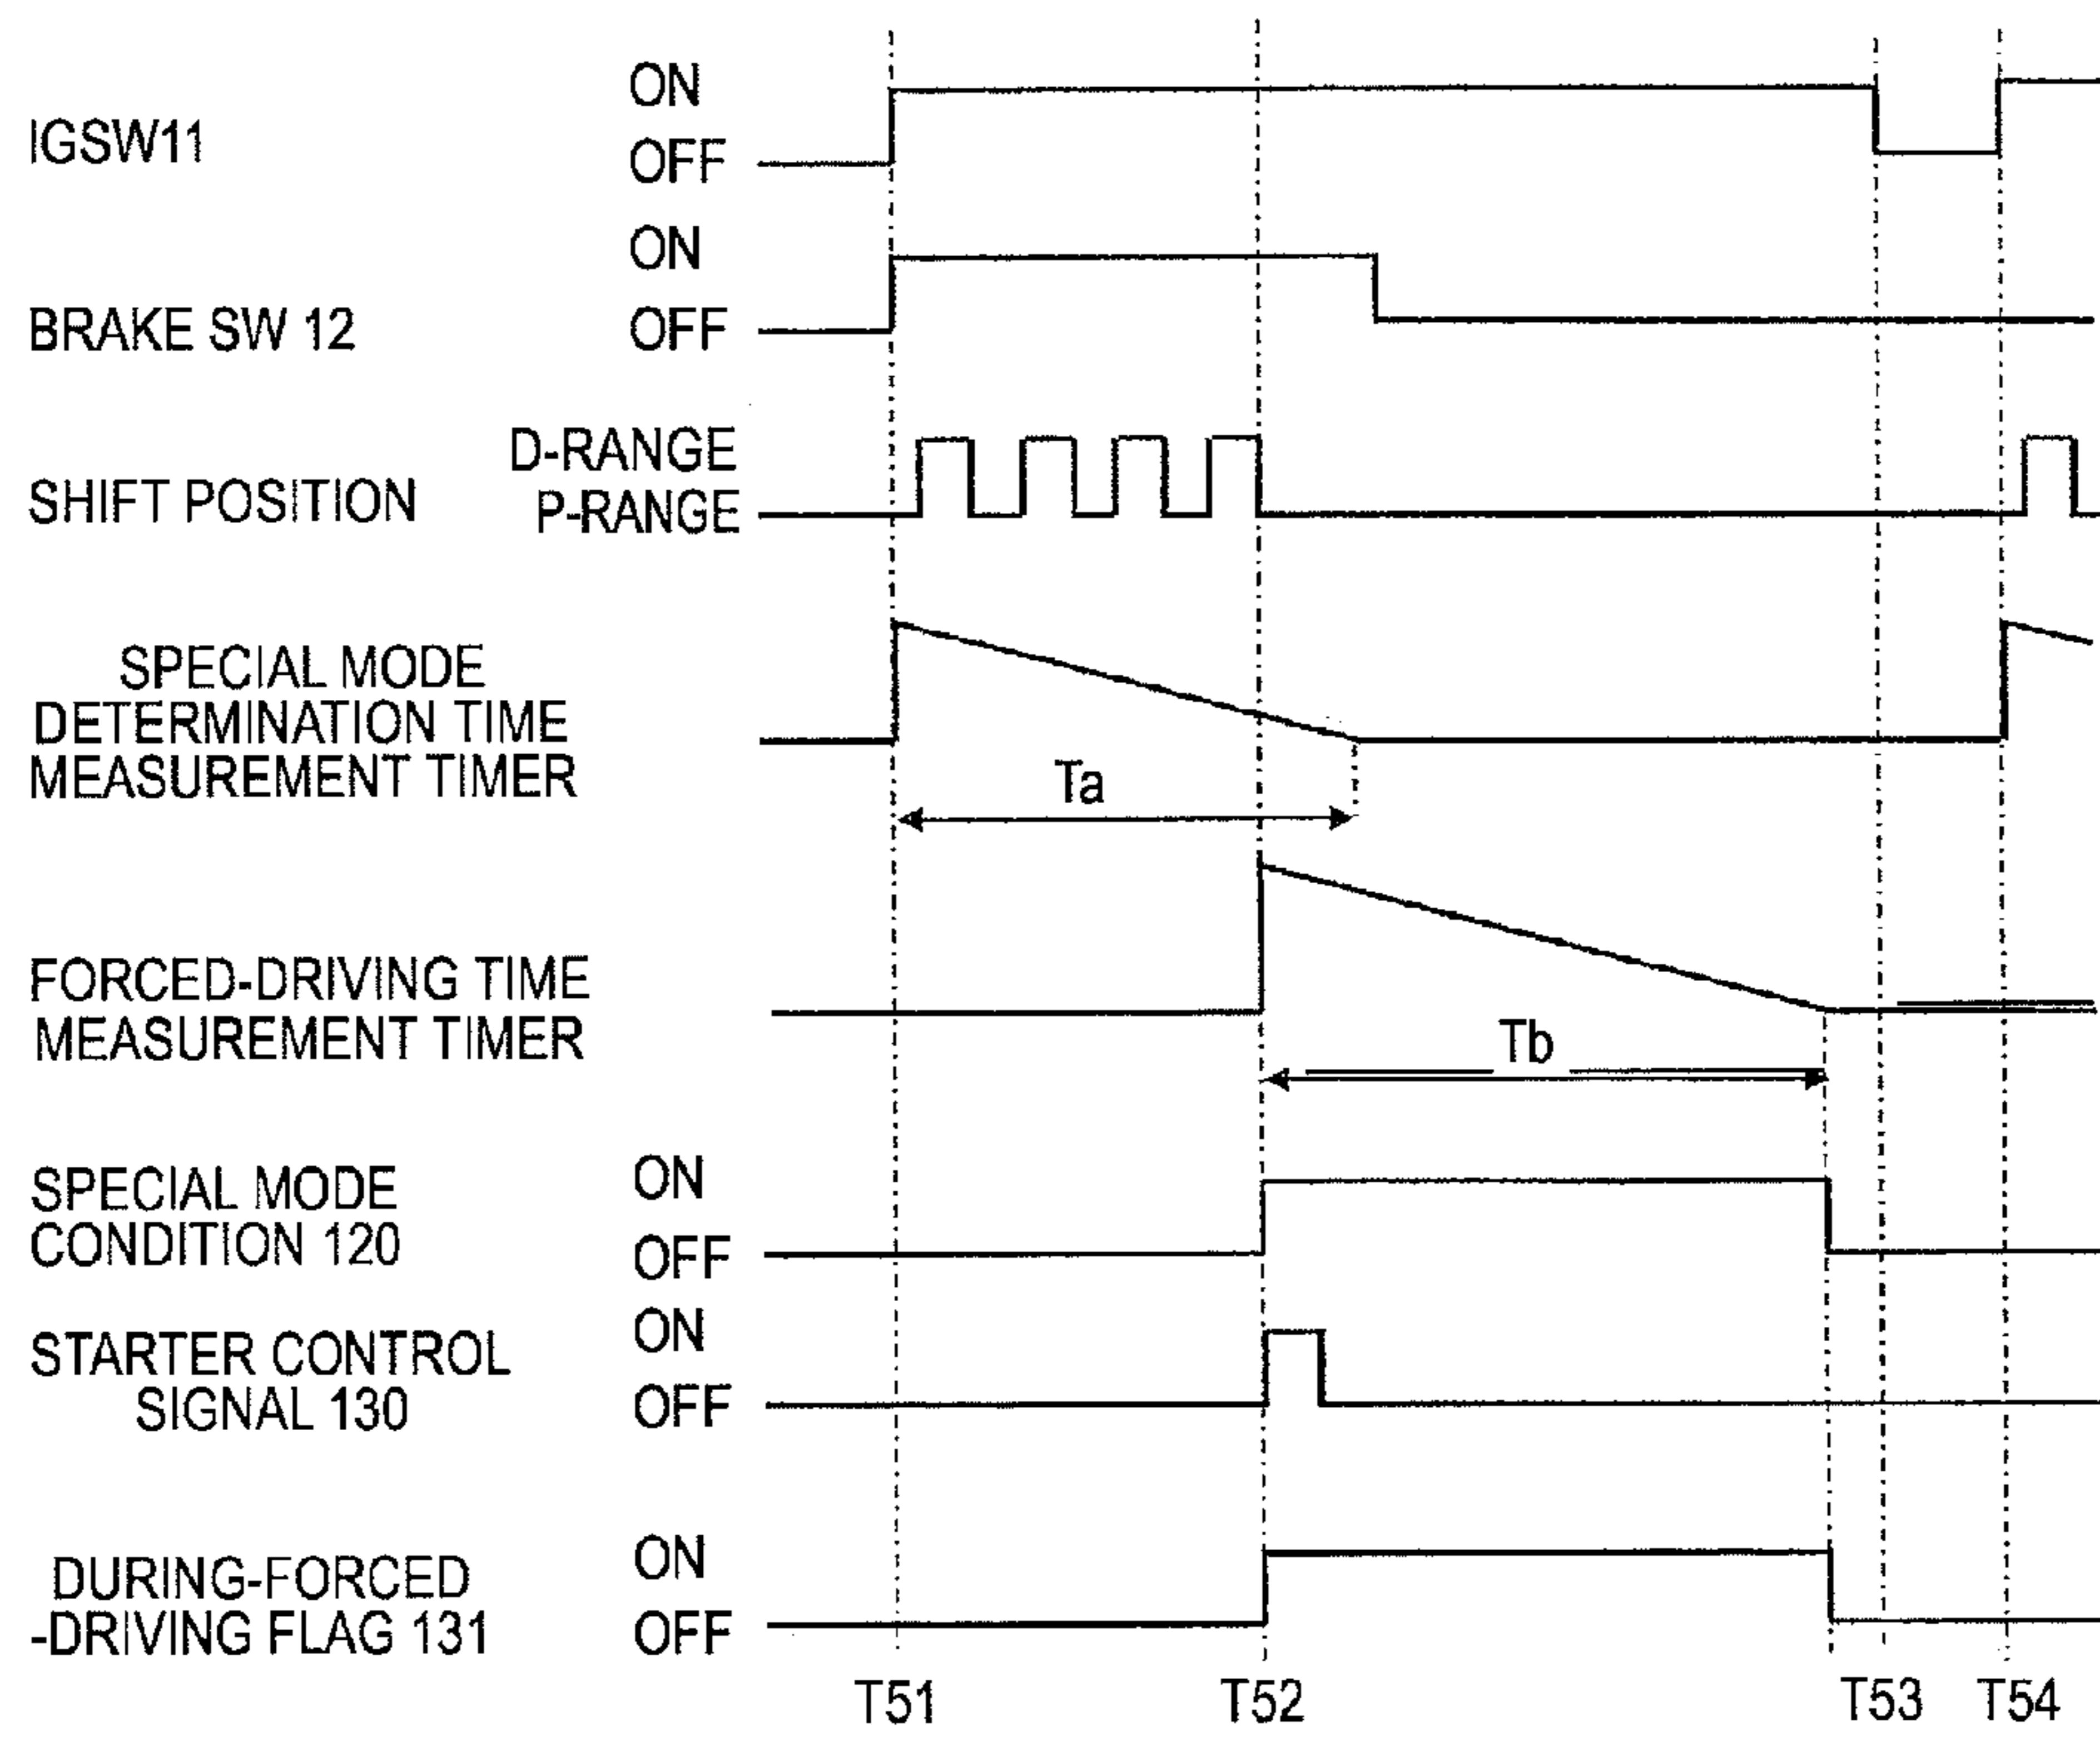 IGSW11
ON
OFF
BRAKE SW 12
ON
OFF
SHIFT POSITION
D-RANGE
P-RANGE
SPECIAL MODE
DETERMINATION TIME
MEASUREMENT TIMER
Ta
FORCED-DRIVING TIME
MEASUREMENT TIMER
Tb
SPECIAL MODE
CONDITION 120
ON
OFF
STARTER CONTROL
SIGNAL 130
ON
OFF
DURING-FORCED
-DRIVING FLAG 131
ON
OFF
T51 T52 T53 T54